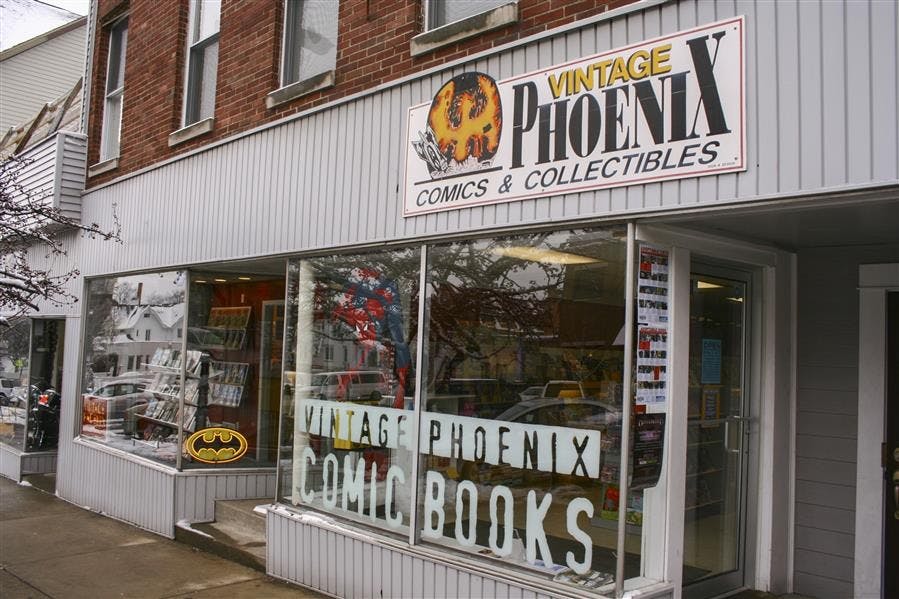 VINTAGE
PHOENIX
COMICS & COLLECTIBLES
VINTAGE PHOENIX
COMIC BOOKS